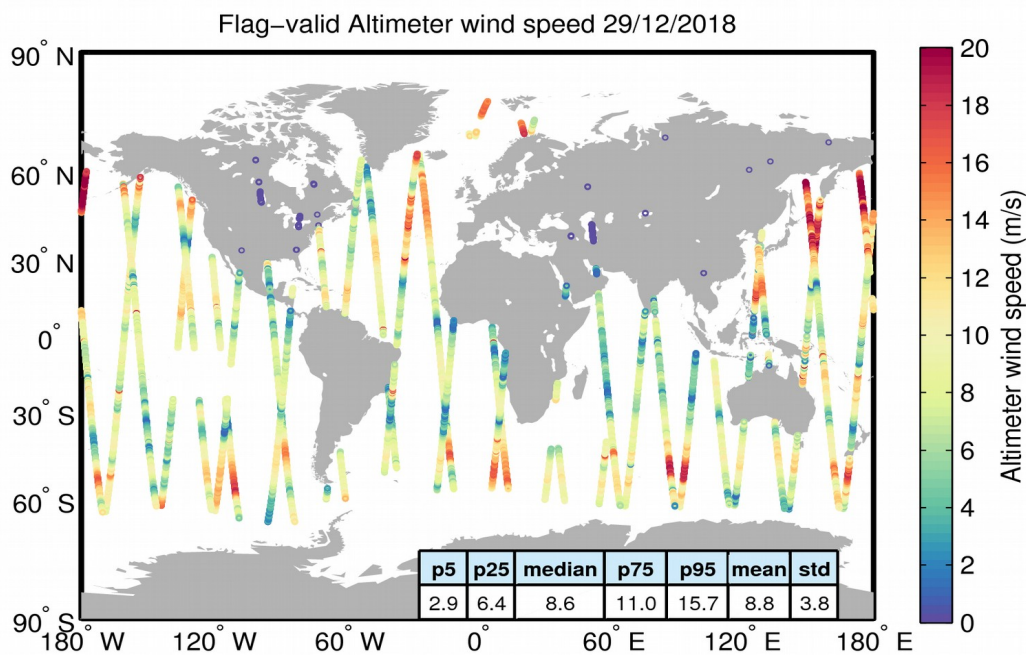 Flag−valid Altimeter wind speed 29/12/2018
90° N
60° N
30° N
0°
30° S
60° S
90° S
180° W
120° W
60° W
0°
60° E
120° E
180° E
p5 p25 median p75 p95 mean std
2.9 6.4 8.6 11.0 15.7 8.8 3.8
20
18
16
14
12
10
8
6
4
2
0
Altimeter wind speed (m/s)